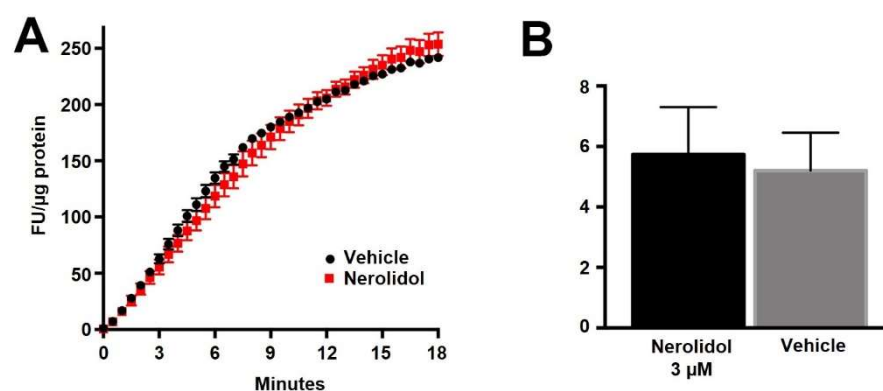 A
FU/µg protein
250
200
150
100
50
0
0 3 6 9 12 15 18
Minutes
Vehicle
Nerolidol
B
8
6
4
2
0
Nerolidol
3 µM
Vehicle